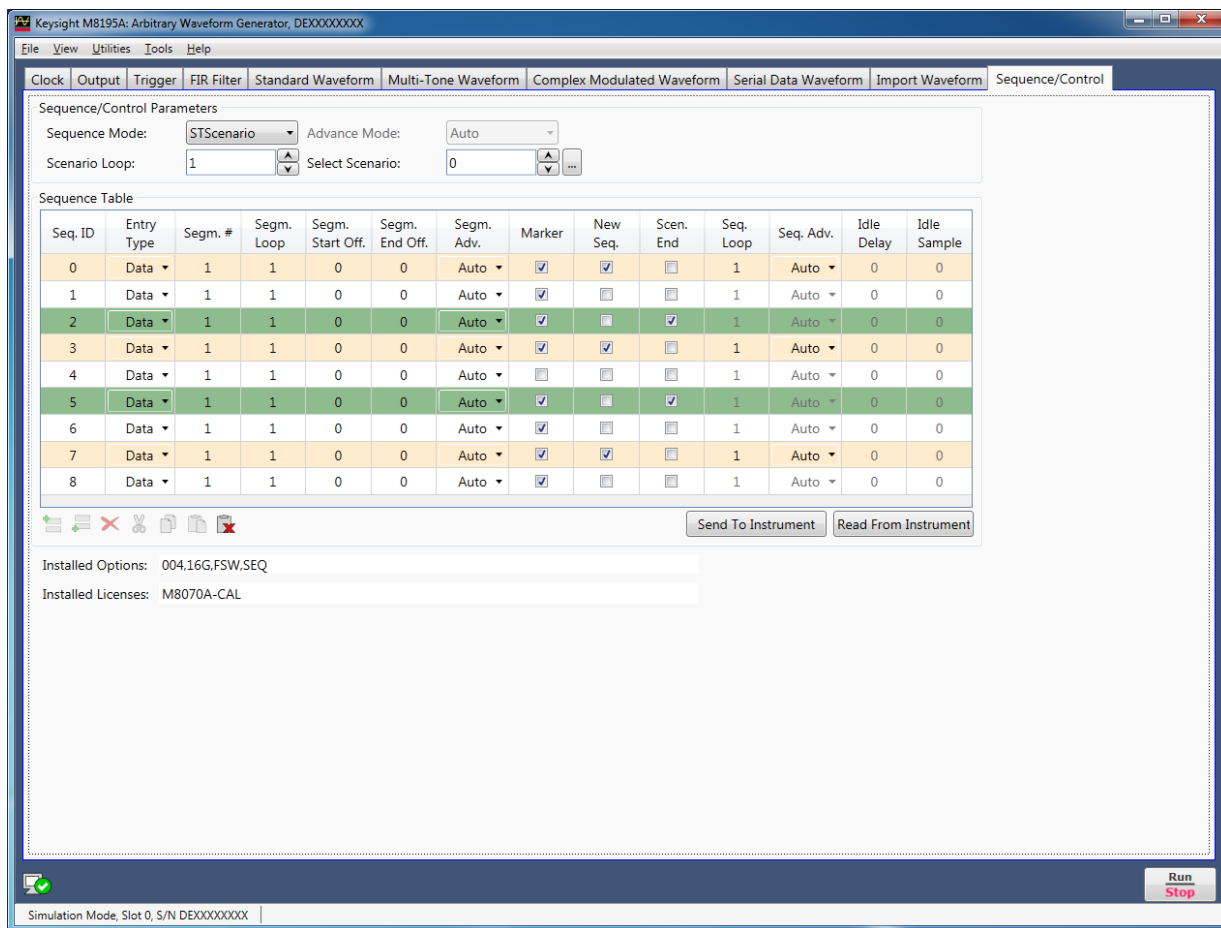 Keysight M8195A: Arbitrary Waveform Generator, DEXXXXXXXX
File View Utilities Tools Help
Clock Output Trigger FIR Filter Standard Waveform Multi-Tone Waveform Complex Modulated Waveform Serial Data Waveform Import Waveform Sequence/Control
Sequence/Control Parameters
Sequence Mode: STScenario Advance Mode: Auto
Scenario Loop: 1 Select Scenario: 0 ...
Sequence Table
Seq. ID Entry Type Segm. # Segm. Loop Segm. Start Off. Segm. End Off. Segm. Adv. Marker New Seq. Scen. End Seq. Loop Seq. Adv. Idle Delay Idle Sample
0 Data 1 1 0 0 Auto 1 Auto 0 0
1 Data 1 1 0 0 Auto 1 Auto 0 0
2 Data 1 1 0 0 Auto 1 Auto 0 0
3 Data 1 1 0 0 Auto 1 Auto 0 0
4 Data 1 1 0 0 Auto 1 Auto 0 0
5 Data 1 1 0 0 Auto 1 Auto 0 0
6 Data 1 1 0 0 Auto 1 Auto 0 0
7 Data 1 1 0 0 Auto 1 Auto 0 0
8 Data 1 1 0 0 Auto 1 Auto 0 0
Send To Instrument Read From Instrument
Installed Options: 004,16G,FSW,SEQ
Installed Licenses: M8070A-CAL
Run
Stop
Simulation Mode, Slot 0, S/N DEXXXXXXXX